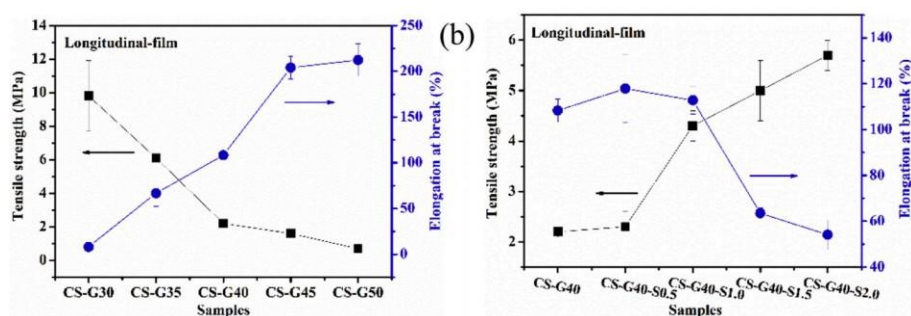 14
12
10
8
6
4
2
0
Tensile strength (MPa)
Longitudinal-film
250
200
150
100
50
0
Elongation at break (%)
CS-G30 CS-G35 CS-G40 CS-G45 CS-G50
Samples
(b)
6
5
4
3
2
Tensile strength (MPa)
Longitudinal-film
140
120
100
80
60
40
Elongation at break (%)
CS-G40 CS-G40-S0.5 CS-G40-S1.0 CS-G40-S1.5 CS-G40-S2.0
Samples